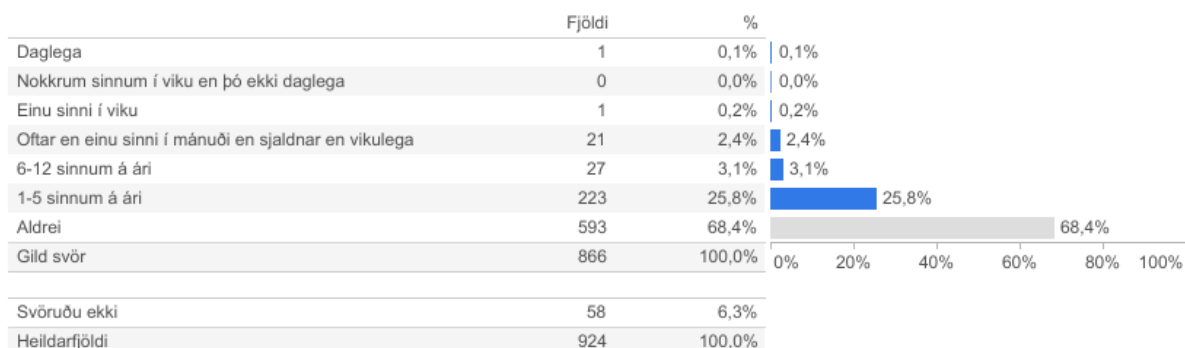 Fjöldi %
Daglega 1 0,1% 0,1%
Nokkrum sinnum í viku en þó ekki daglega 0 0,0% 0,0%
Einu sinni í viku 1 0,2% 0,2%
Oftar en einu sinni í mánuði en sjaldnar en vikulega 21 2,4% 2,4%
6-12 sinnum á ári 27 3,1% 3,1%
1-5 sinnum á ári 223 25,8% 25,8%
Aldrei 593 68,4% 68,4%
Gild svör 866 100,0%
0% 20% 40% 60% 80% 100%
Svöruðu ekki 58 6,3%
Heildarfjöldi 924 100,0%